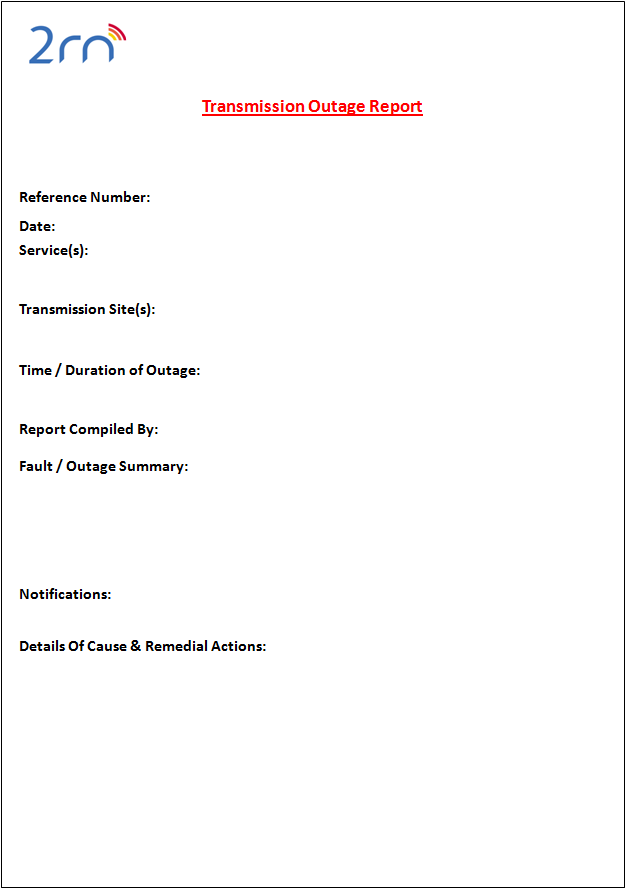 2rn
Transmission Outage Report
Reference Number:
Date:
Service(s):
Transmission Site(s):
Time / Duration of Outage:
Report Compiled By:
Fault / Outage Summary:
Notifications:
Details Of Cause & Remedial Actions: